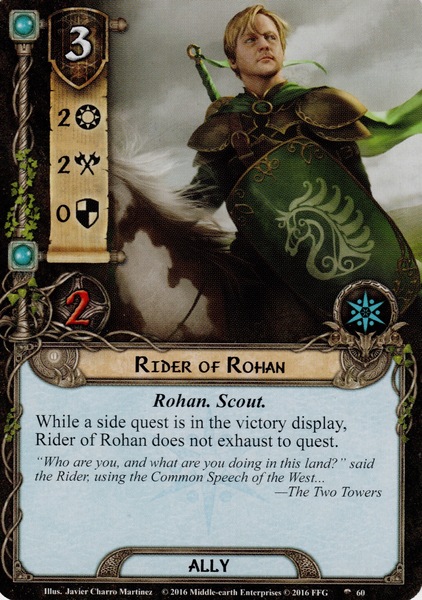 3
2
2
0
2
RIDER OF ROHAN
Rohan. Scout.
While a side quest is in the victory display,
Rider of Rohan does not exhaust to quest.
“Who are you, and what are you doing in this land?” said
the Rider, using the Common Speech of the West...
—The Two Towers
ALLY
Illus. Javier Charro Martinez © 2016 Middle-earth Enterprises © 2016 FFG 60